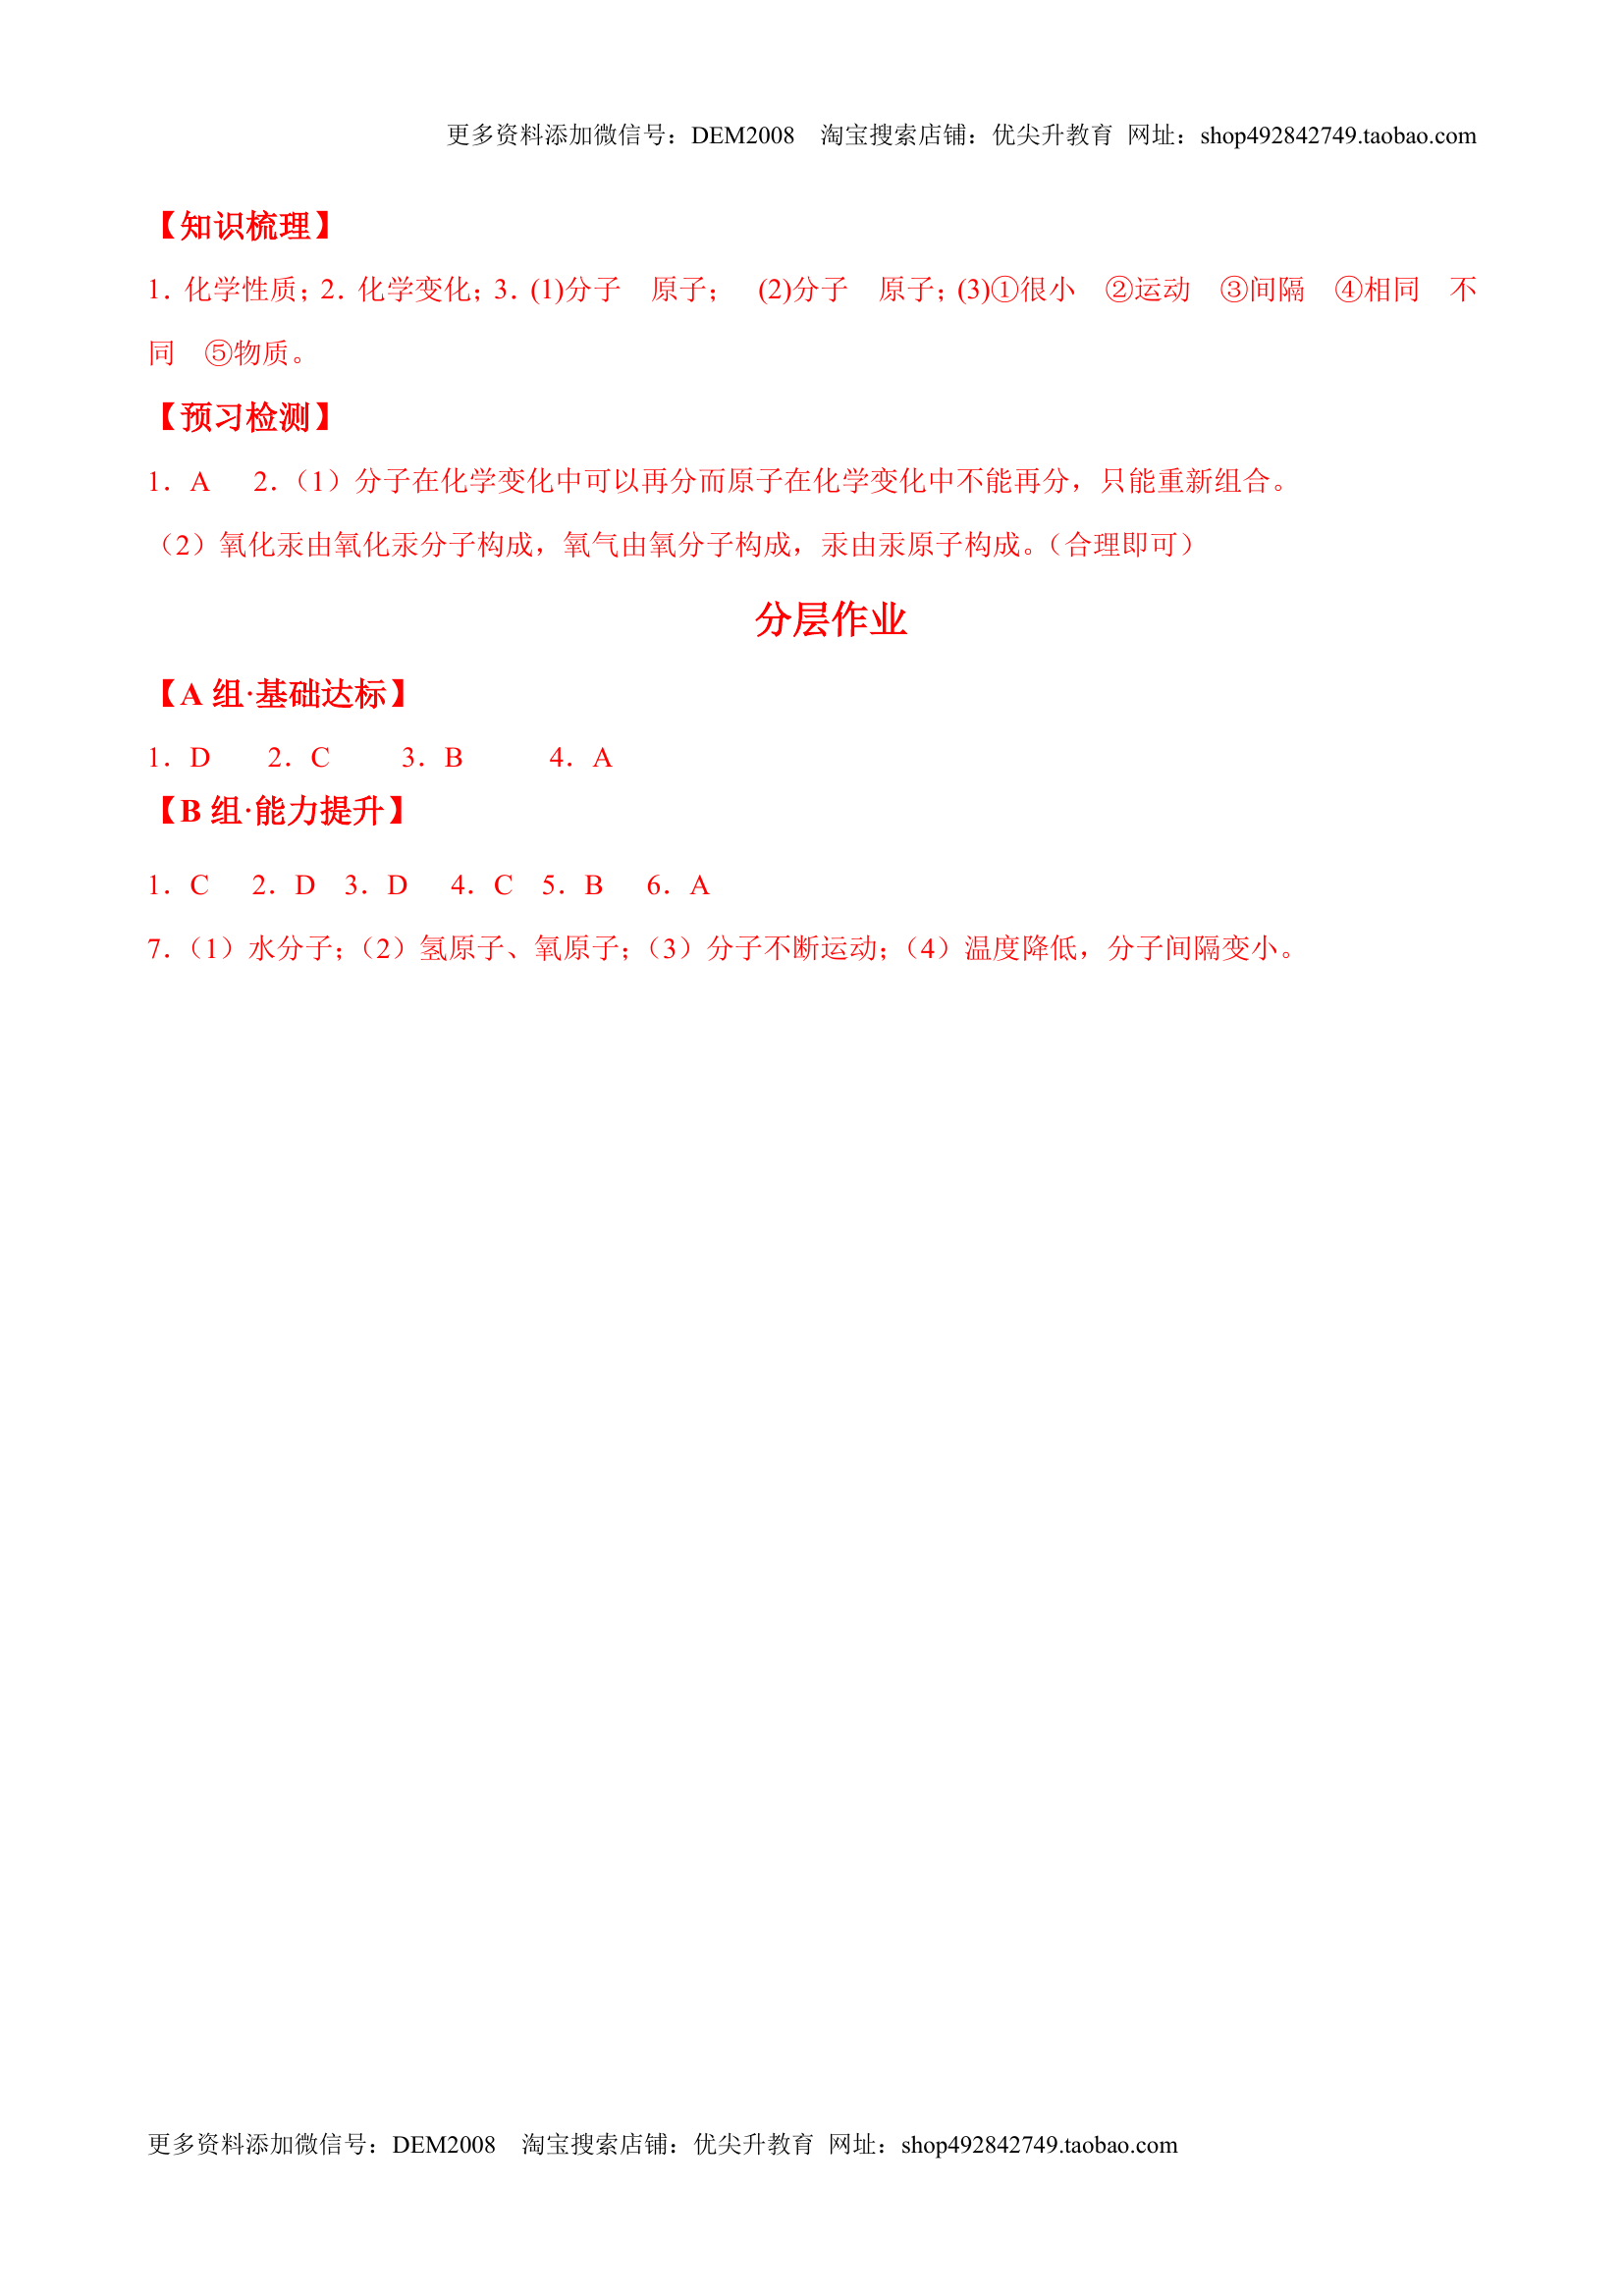 更多资料添加微信号：DEM2008　淘宝搜索店铺：优尖升教育 网址：shop492842749.taobao.com
【知识梳理】
1．化学性质；2．化学变化；3．(1)分子　原子；　(2)分子　原子；(3)①很小　②运动　③间隔　④相同　不
同　⑤物质。
【预习检测】
1．A　2．（1）分子在化学变化中可以再分而原子在化学变化中不能再分，只能重新组合。
（2）氧化汞由氧化汞分子构成，氧气由氧分子构成，汞由汞原子构成。（合理即可）
分层作业
【A 组·基础达标】
1．D　2．C　3．B　4．A
【B 组·能力提升】
1．C　2．D　3．D　4．C　5．B　6．A
7．（1）水分子；（2）氢原子、氧原子；（3）分子不断运动；（4）温度降低，分子间隔变小。
更多资料添加微信号：DEM2008　淘宝搜索店铺：优尖升教育 网址：shop492842749.taobao.com